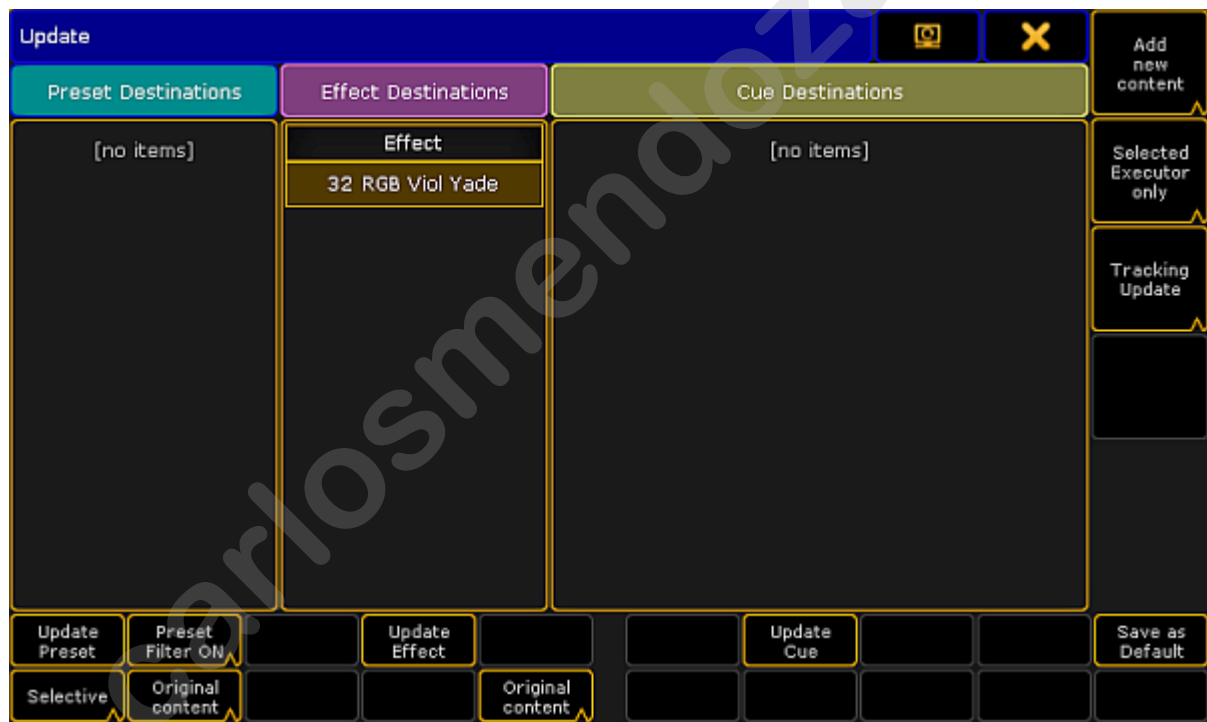 Update
Add
new
content
Preset Destinations
Effect Destinations
Cue Destinations
[no items]
Effect
32 RGB Viol Yade
[no items]
Selected
Executor
only
Tracking
Update
Update
Preset
Preset
Filter ON
Update
Effect
Update
Cue
Save as
Default
Selective
Original
content
Original
content
carlosmendoza